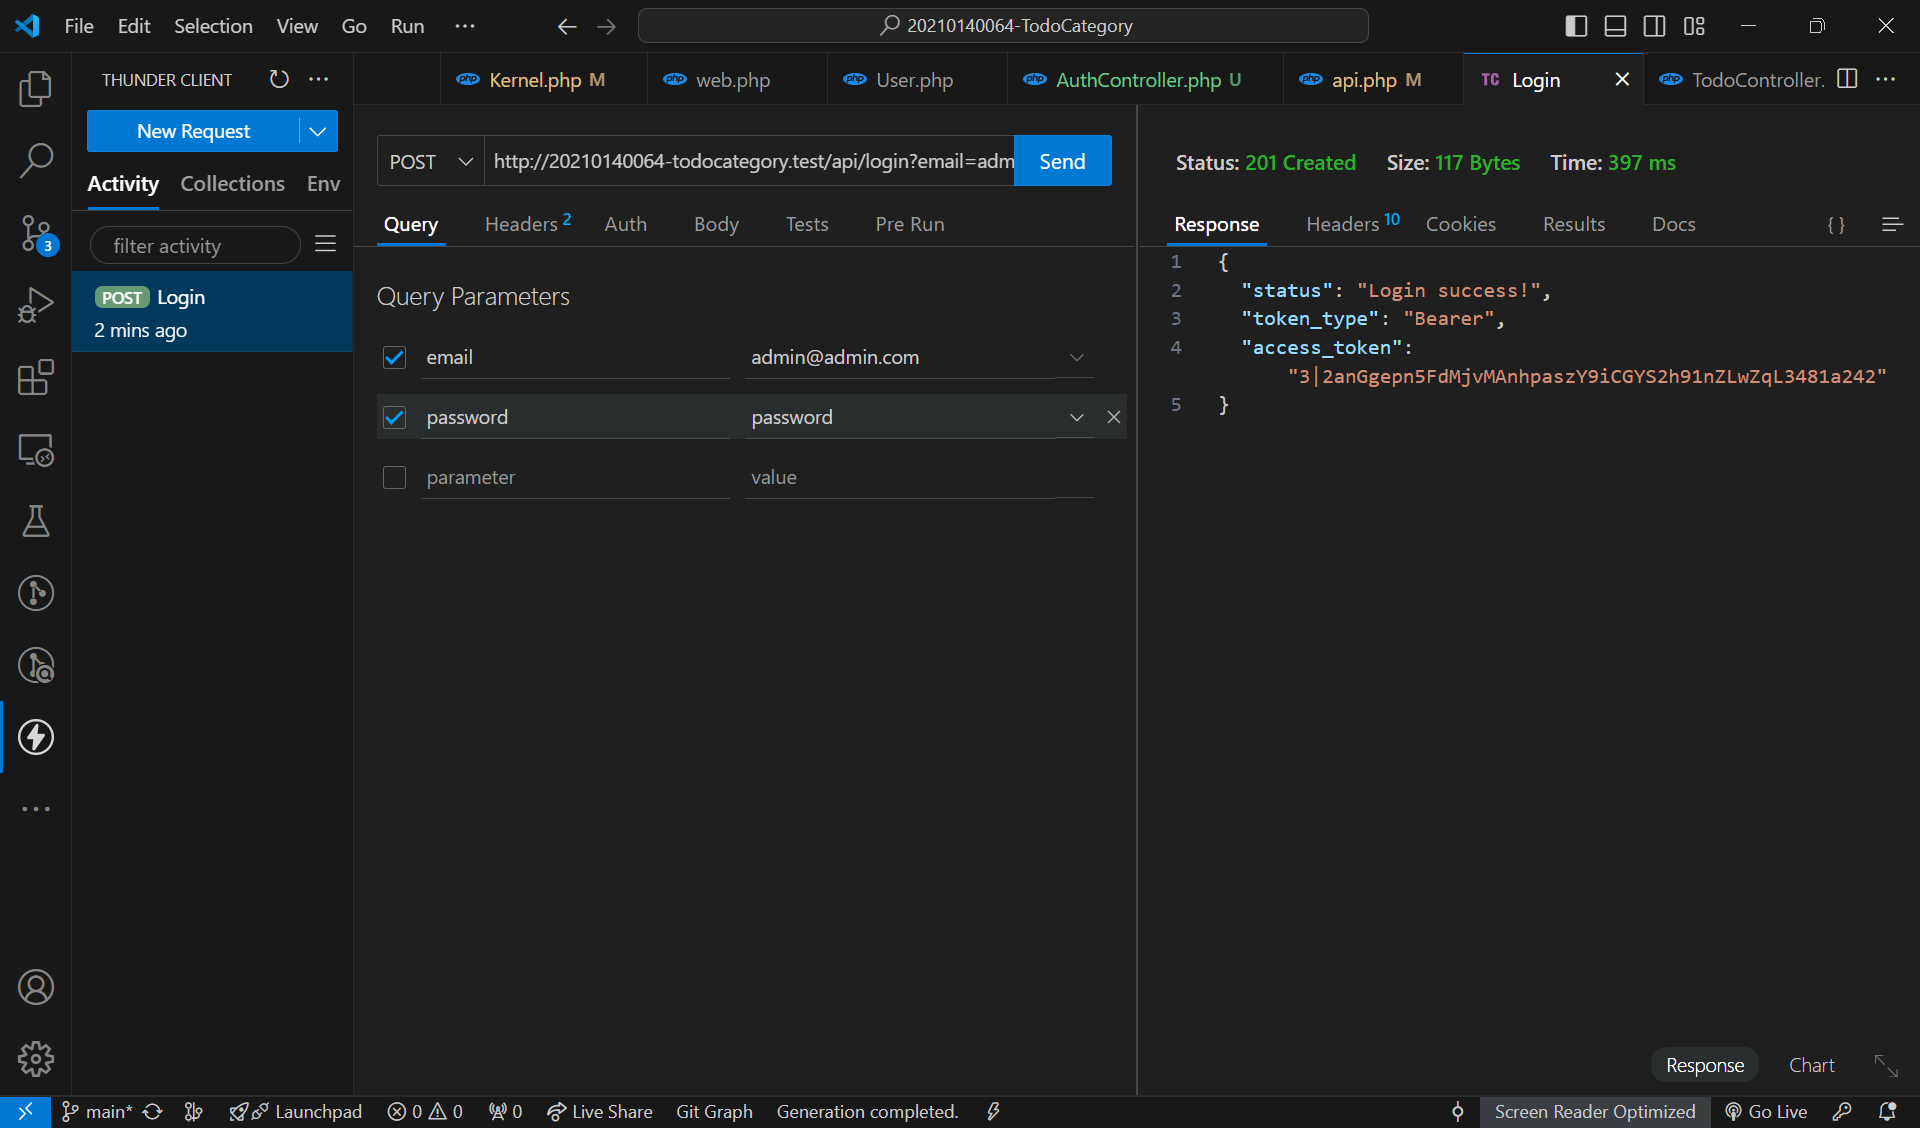 File Edit Selection View Go Run
20210140064-TodoCategory
THUNDER CLIENT
Kernel.php M
web.php
User.php
AuthController.php U
api.php M
TC Login
TodoController.
New Request
Activity Collections Env
filter activity
POST Login
2 mins ago
3
POST
http://20210140064-todocategory.test/api/login?email=adm
Send
Query Headers 2 Auth Body Tests Pre Run
Query Parameters
email admin@admin.com
password password
parameter value
Status: 201 Created Size: 117 Bytes Time: 397 ms
Response Headers 10 Cookies Results Docs { }
1 {
2 "status": "Login success!",
3 "token_type": "Bearer",
4 "access_token":
"3|2anGgepn5FdMjvMAnhpaszY9iCGYS2h91nZLwZqL3481a242"
5 }
Response Chart
main* Launchpad 0 0 0 Live Share Git Graph Generation completed. Screen Reader Optimized Go Live